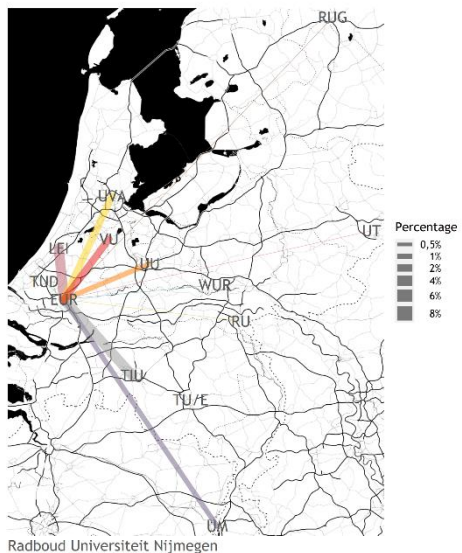 RUG
UVA
UT
Percentage
LEI
VU
UU
0,5%
1%
2%
4%
6%
8%
TND
WUR
EUR
RU
TIU
TU/E
UM
Radboud Universiteit Nijmegen